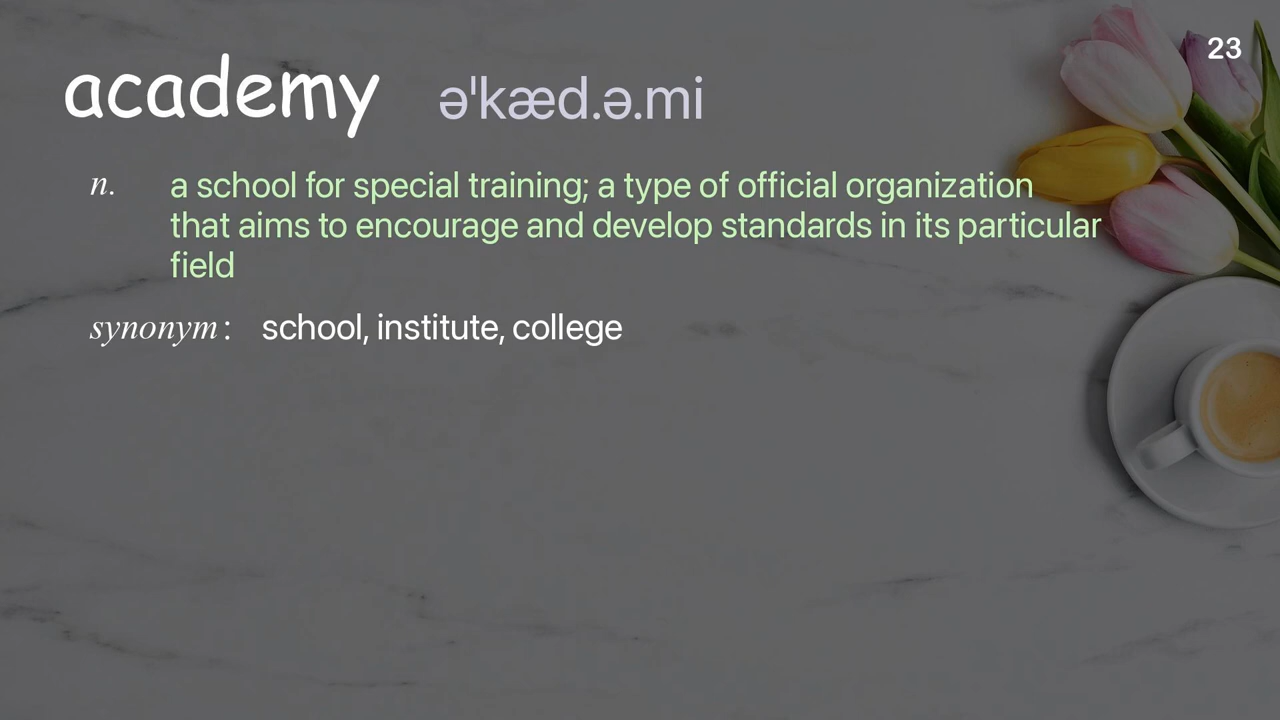 23
academy əˈkæd.ə.mi
n. a school for special training; a type of official organization
that aims to encourage and develop standards in its particular
field
synonym: school, institute, college